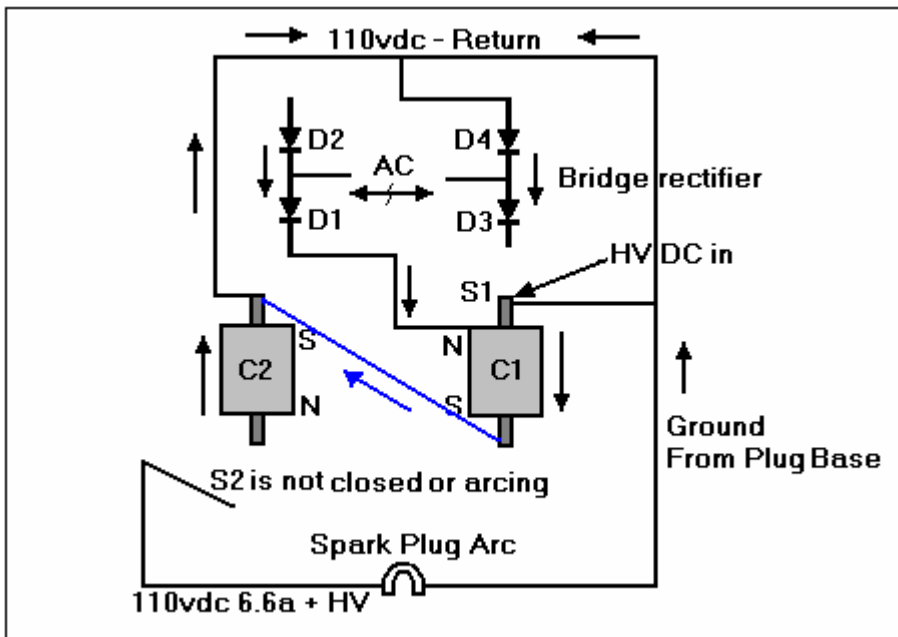 110vdc - Return
D2
D4
AC
Bridge rectifier
D1
D3
HV DC in
S1
S
N
C2
C1
N
S
Ground
From Plug Base
S2 is not closed or arcing
Spark Plug Arc
110vdc 6.6a + HV